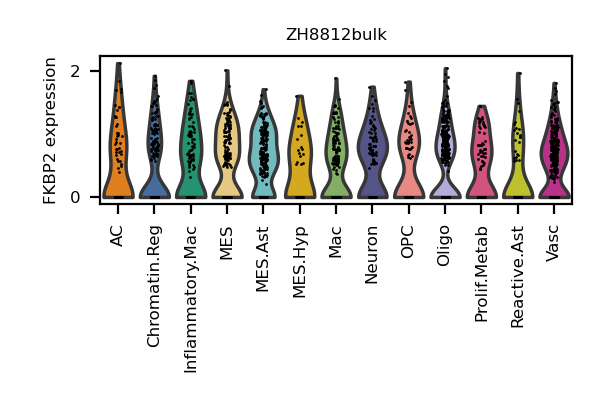 ZH8812bulk
FKBP2 expression
2
0
AC
Chromatin.Reg
Inflammatory.Mac
MES
MES.Ast
MES.Hyp
Mac
Neuron
OPC
Oligo
Prolif.Metab
Reactive.Ast
Vasc